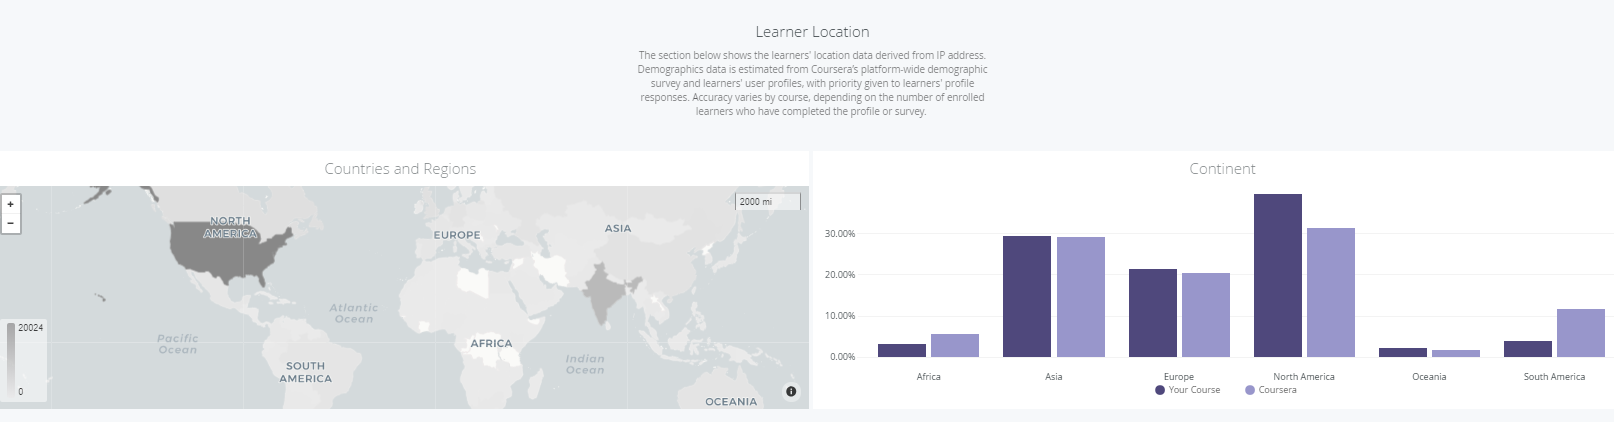 Learner Location
The section below shows the learners' location data derived from IP address.
Demographics data is estimated from Coursera's platform-wide demographic
survey and learners' user profiles, with priority given to learners' profile
responses. Accuracy varies by course, depending on the number of enrolled
learners who have completed the profile or survey.
Countries and Regions
+
−
2000 mi
NORTH
AMERICA
EUROPE
ASIA
Atlantic
Ocean
Pacific
Ocean
AFRICA
Indian
Ocean
SOUTH
AMERICA
OCEANIA
20024
0
i
Continent
30.00%
20.00%
10.00%
0.00%
Africa
Asia
Europe
North America
Oceania
South America
Your Course
Coursera